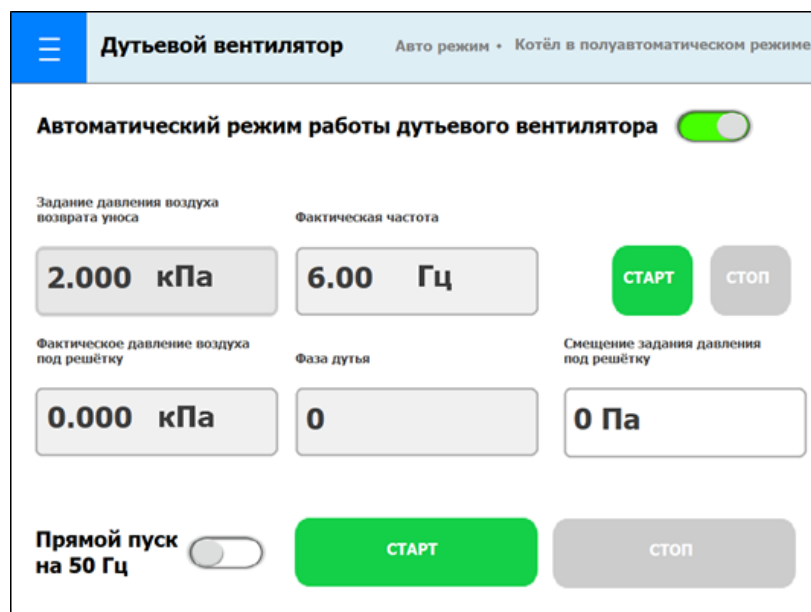 Дутьевой вентилятор
Авто режим • Котёл в полуавтоматическом режиме
Автоматический режим работы дутьевого вентилятора
Задание давления воздуха
возврата уноса
Фактическая частота
2.000 кПа
6.00 Гц
СТАРТ
СТОП
Фактическое давление воздуха
под решётку
Фаза дутья
Смещение задания давления
под решётку
0.000 кПа
0
0 Па
Прямой пуск
на 50 Гц
СТАРТ
СТОП